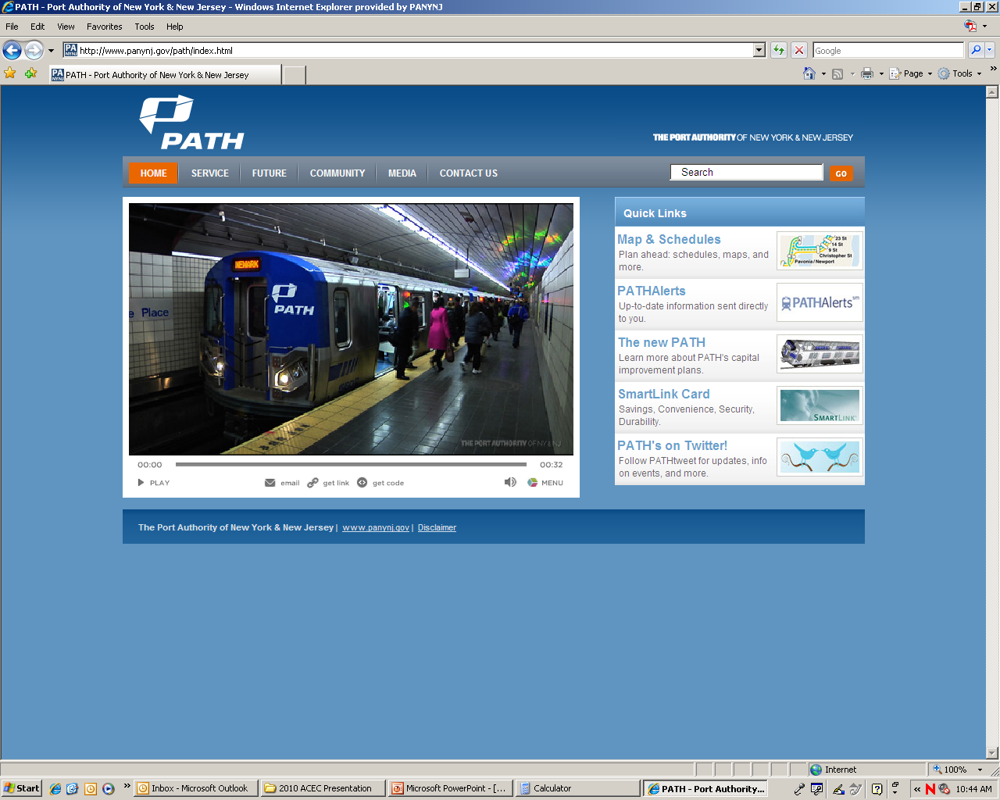 PATH - Port Authority of New York & New Jersey - Windows Internet Explorer provided by PANYNJ
File Edit View Favorites Tools Help
PA NYNJ http://www.panynj.gov/path/index.html Google
PA NYNJ PATH - Port Authority of New York & New Jersey Page Tools
PATH
THE PORT AUTHORITY OF NEW YORK & NEW JERSEY
HOME SERVICE FUTURE COMMUNITY MEDIA CONTACT US Search GO
NEWARK
PATH
e Place
THE PORT AUTHORITY OF NY & NJ
00:00 00:32
PLAY email get link get code MENU
Quick Links
Map & Schedules
Plan ahead: schedules, maps, and
more.
23 St
14 St
9 St
Christopher St
Pavonia / Newport
PATHAlerts
Up-to-date information sent directly
to you.
PATHAlerts℠
The new PATH
Learn more about PATH's capital
improvement plans.
SmartLink Card
Savings, Convenience, Security,
Durability.
SMARTLINK
PATH's on Twitter!
Follow PATHtweet for updates, info
on events, and more.
The Port Authority of New York & New Jersey | www.panynj.gov | Disclaimer
Internet 100%
Start Inbox - Microsoft Outlook 2010 ACEC Presentation Microsoft PowerPoint - [... Calculator PATH - Port Authority... 10:44 AM